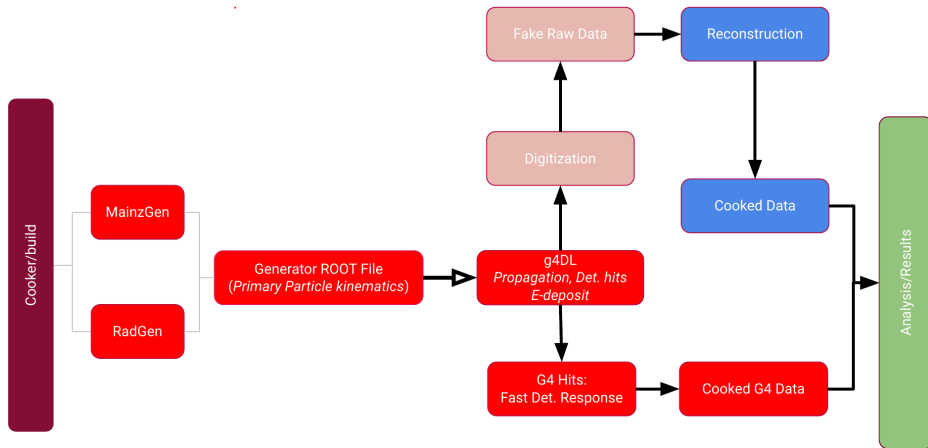 Cooker/build
MainzGen
RadGen
Generator ROOT File
(Primary Particle kinematics)
g4DL
Propagation, Det. hits
E-deposit
Digitization
Fake Raw Data
Reconstruction
Cooked Data
G4 Hits:
Fast Det. Response
Cooked G4 Data
Analysis/Results